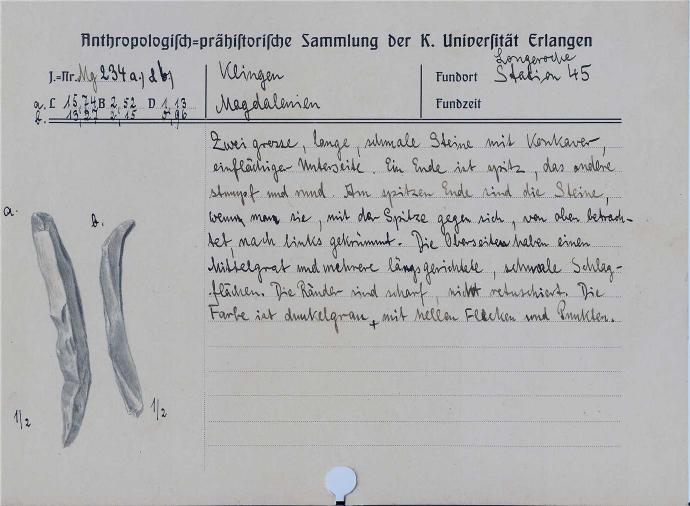 Anthropologisch=prähistorische Sammlung der K. Universität Erlangen
J.=Nr. Mg 234 a, d b,
Klingen
Fundort Longeroche
Station 45
a. L 15,74 B 2,52 D 1,13
b. 13,27 2,15 0,96
Magdalenien
Fundzeit
Zwei grosse, lange, schmale Steine mit konkaver,
einflächiger Unterseite. Ein Ende ist spitz, das andere
stumpf und rund. Am spitzen Ende sind die Steine,
wenn man sie, mit der Spitze gegen sich, von oben betrach-
tet, nach links gekrümmt. Die Oberseiten haben einen
Mittelgrat und mehrere längsgerichtete, schmale Schlag-
flächen. Die Ränder sind scharf, nicht retuschiert. Die
Farbe ist dunkelgrau, mit hellen Flecken und Punkten.
a.
b.
1/2
1/2